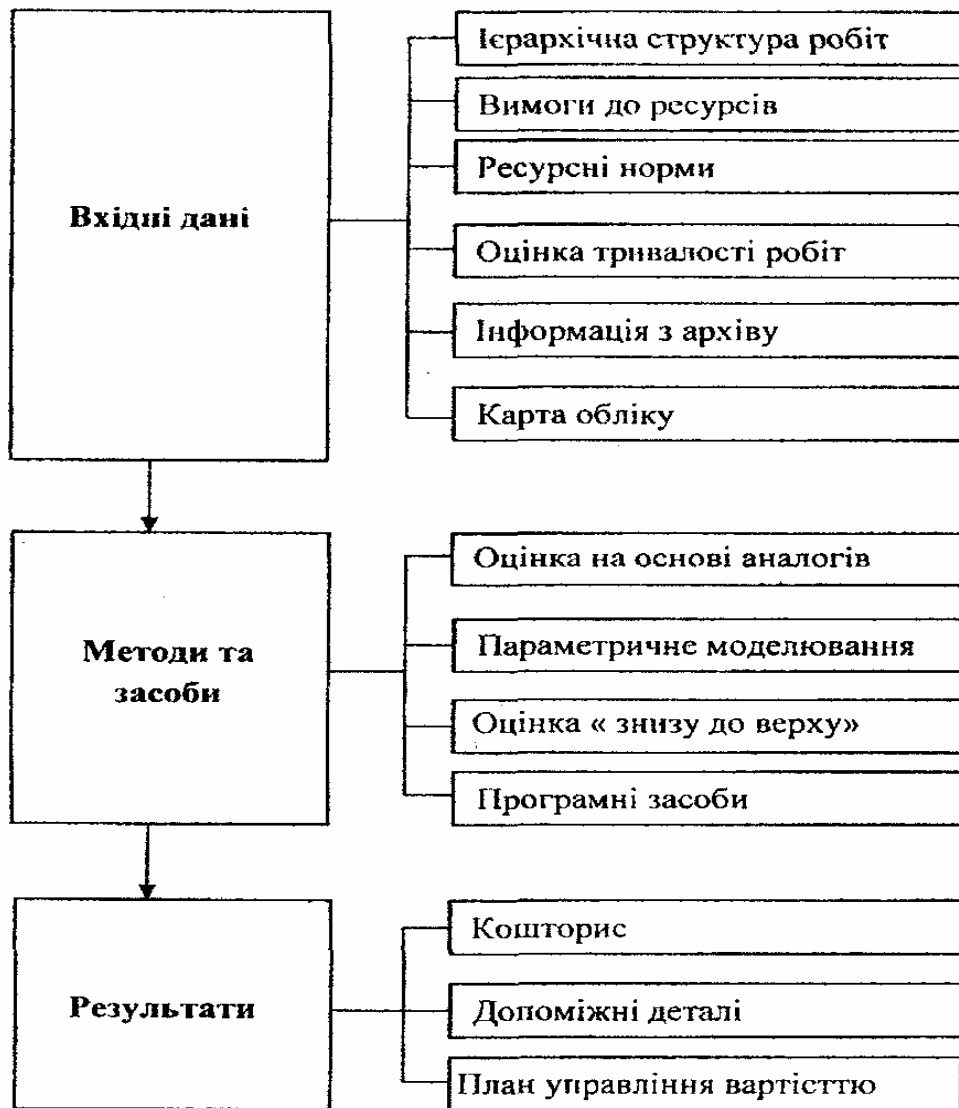 Вхідні дані
Ієрархічна структура робіт
Вимоги до ресурсів
Ресурсні норми
Оцінка тривалості робіт
Інформація з архіву
Карта обліку
Методи та
засоби
Оцінка на основі аналогів
Параметричне моделювання
Оцінка « знизу до верху»
Програмні засоби
Результати
Кошторис
Допоміжні деталі
План управління вартісттю